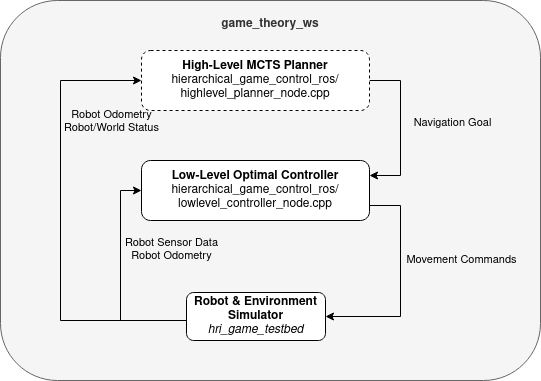 game_theory_ws
High-Level MCTS Planner
hierarchical_game_control_ros/
highlevel_planner_node.cpp
Robot Odometry
Robot/World Status
Navigation Goal
Low-Level Optimal Controller
hierarchical_game_control_ros/
lowlevel_controller_node.cpp
Robot Sensor Data
Robot Odometry
Movement Commands
Robot & Environment
Simulator
hri_game_testbed